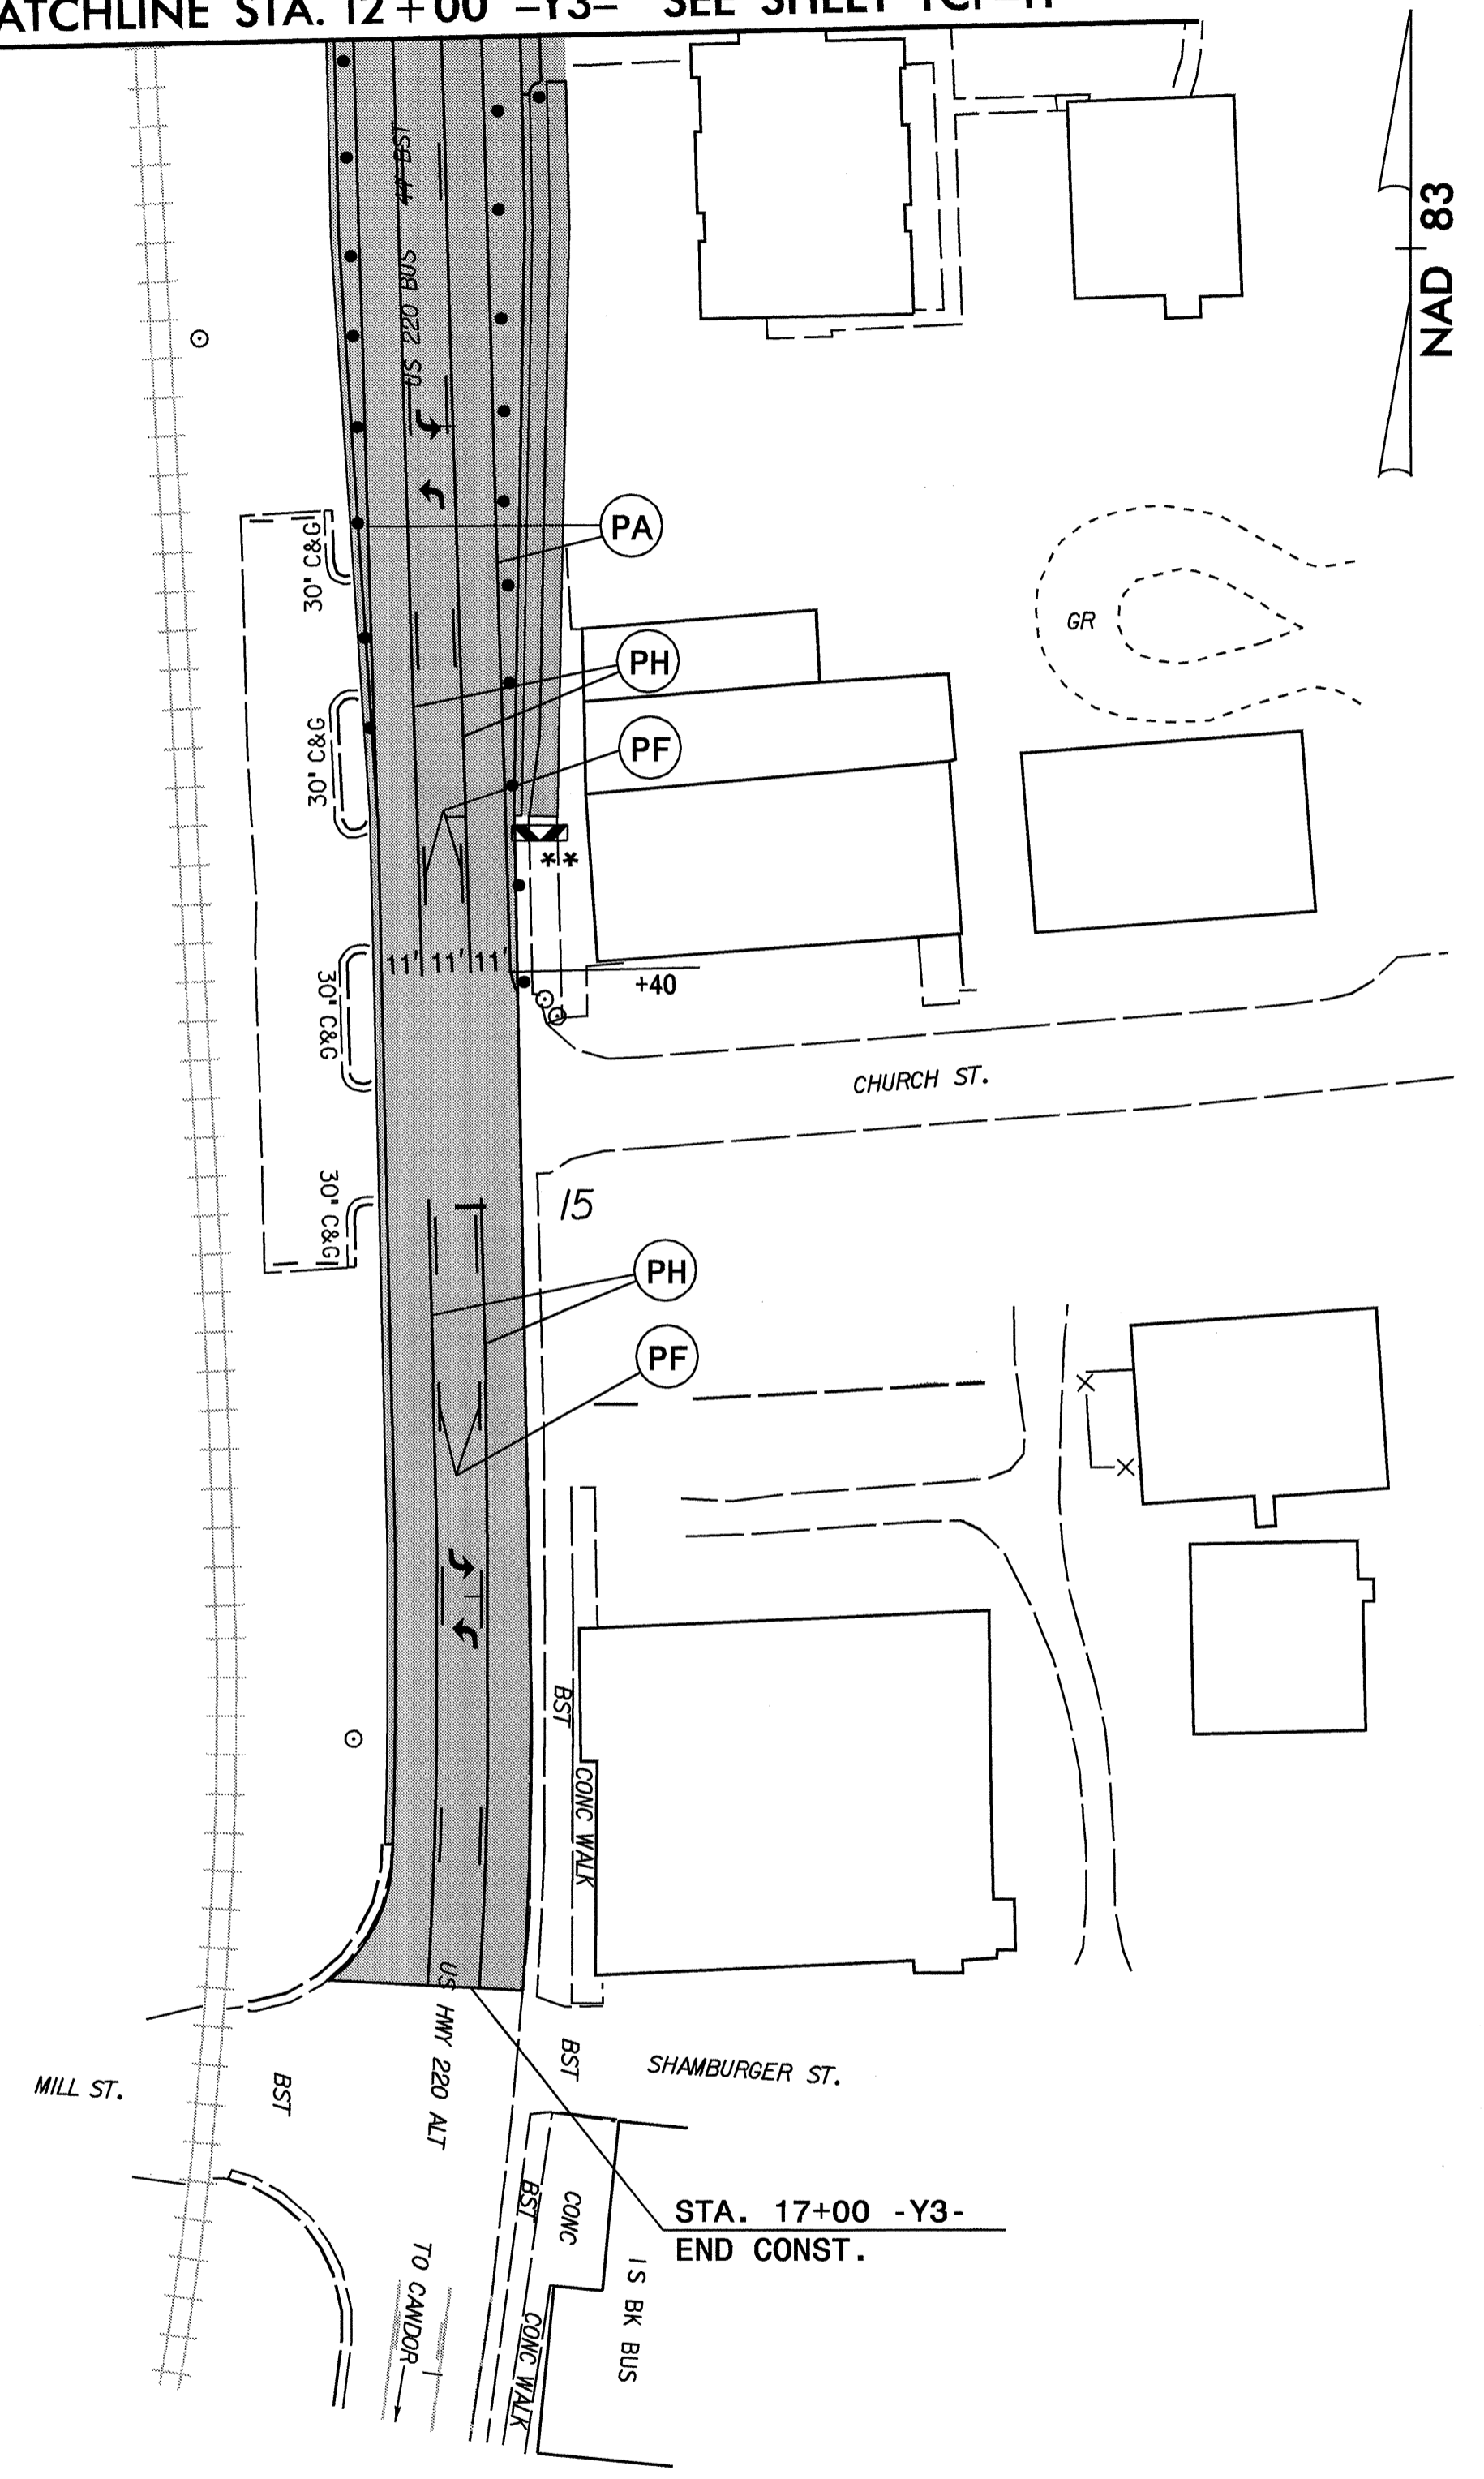 ATCHLINE STA. 12+00 -Y3- SEE SHEET TCP-
NAD 83
44' BST
US 220 BUS
30" C&G
PA
GR
PH
30" C&G
PF
**
11' 11' 11'
+40
30" C&G
CHURCH ST.
30" C&G
15
PH
PF
BST
CONC WALK
US HWY 220 ALT
BST
SHAMBURGER ST.
MILL ST.
BST
BST
CONC
STA. 17+00 -Y3-
END CONST.
TO CANDOR
1S BK BUS
CONC WALK